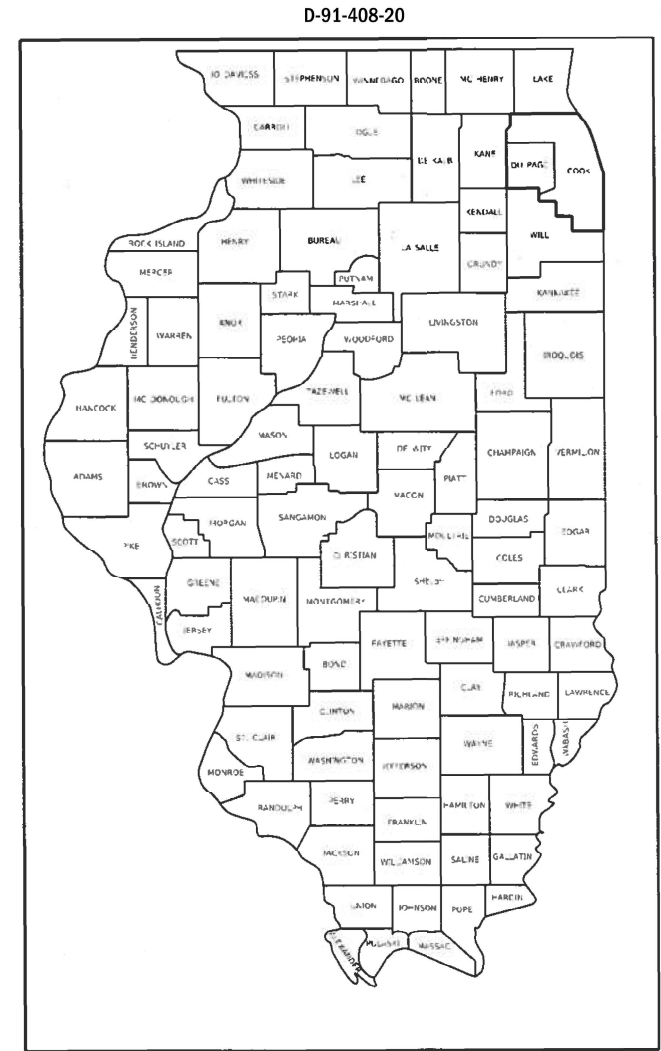 D-91-408-20
JO DAVIESS
STEPHENSON
WINNEBAGO
BOONE
MC HENRY
LAKE
CARROLL
OGLE
DE KALB
KANE
DU PAGE
COOK
WHITESIDE
LEE
KENDALL
WILL
ROCK ISLAND
HENRY
BUREAU
LA SALLE
GRUNDY
MERCER
PUTNAM
KANKAKEE
STARK
MARSHALL
HENDERSON
WARREN
KNOX
PEORIA
WOODFORD
LIVINGSTON
IROQUOIS
HANCOCK
MC DONOUGH
FULTON
TAZEWELL
MC LEAN
FORD
MASON
SCHUYLER
LOGAN
DE WITT
CHAMPAIGN
VERMILION
ADAMS
BROWN
CASS
MENARD
PIATT
MACON
MORGAN
SANGAMON
DOUGLAS
EDGAR
PIKE
SCOTT
CHRISTIAN
MOULTRIE
COLES
GREENE
MACOUPIN
MONTGOMERY
SHELBY
CUMBERLAND
CLARK
CALHOUN
JERSEY
FAYETTE
EFFINGHAM
JASPER
CRAWFORD
MADISON
BOND
CLAY
RICHLAND
LAWRENCE
CLINTON
MARION
ST. CLAIR
WAYNE
EDWARDS
WABASH
WASHINGTON
JEFFERSON
MONROE
RANDOLPH
PERRY
HAMILTON
WHITE
FRANKLIN
JACKSON
WILLIAMSON
SALINE
GALLATIN
UNION
JOHNSON
POPE
HARDIN
ALEXANDER
PULASKI
MASSAC